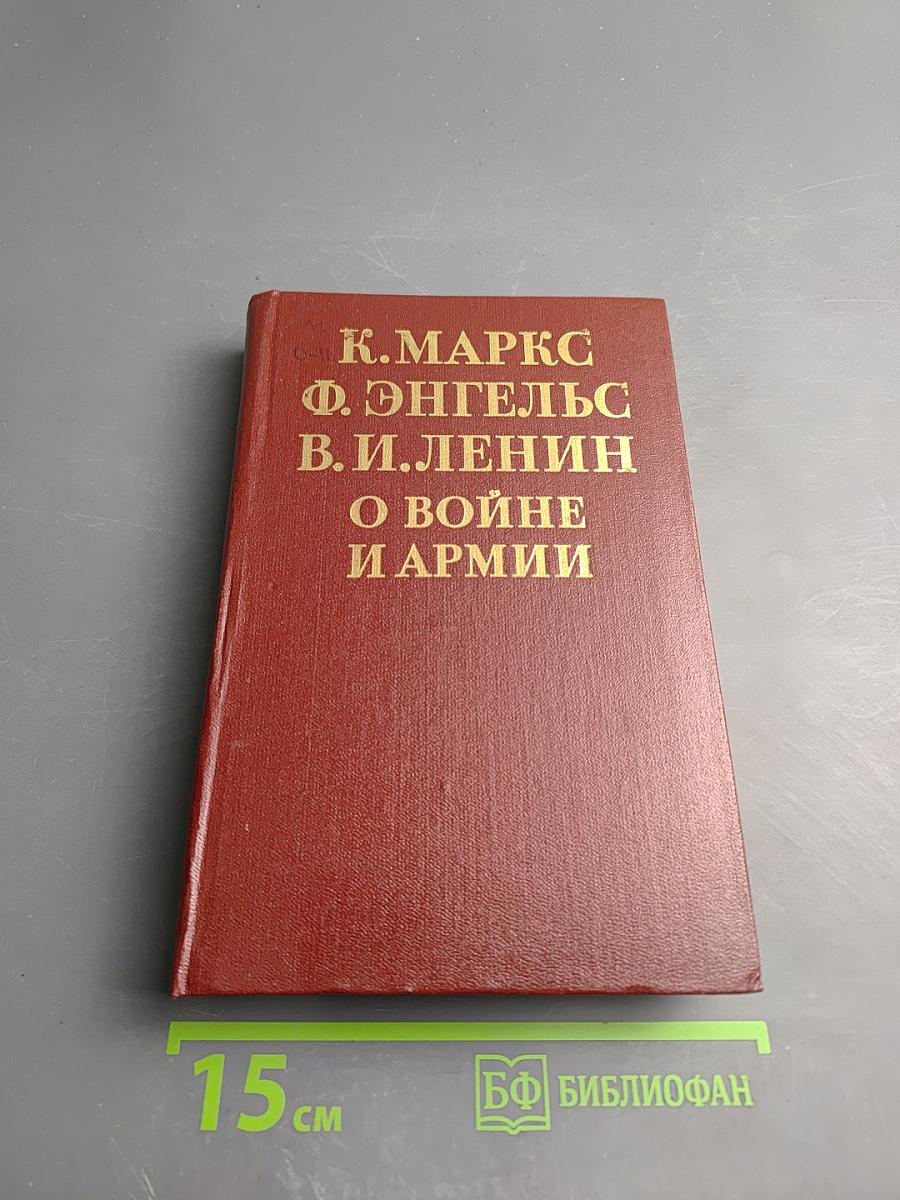 К. МАРКС
Ф. ЭНГЕЛЬС
В. И. ЛЕНИН
О ВОЙНЕ
И АРМИИ
15 см
БФ БИБЛИОФАН